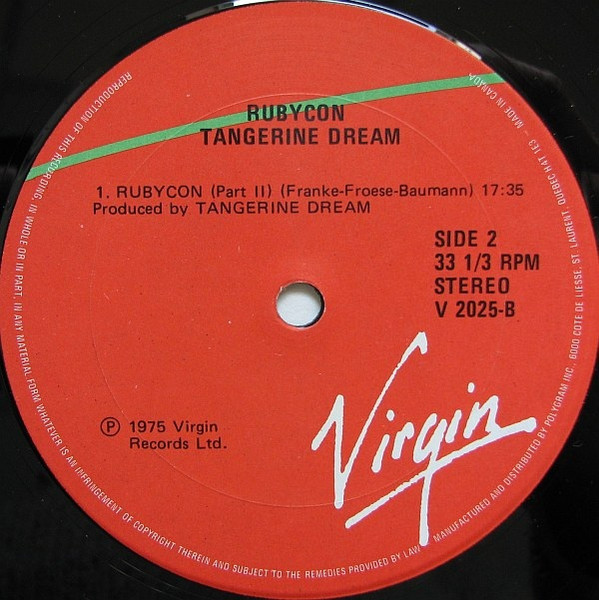 RUBYCON
TANGERINE DREAM
1. RUBYCON (Part II) (Franke-Froese-Baumann) 17:35
Produced by TANGERINE DREAM
SIDE 2
33 1/3 RPM
STEREO
V 2025-B
Ⓟ 1975 Virgin
Records Ltd.
Virgin
REPRODUCTION OF THIS RECORDING, IN WHOLE OR IN PART, IN ANY MATERIAL FORM WHATEVER IS AN INFRINGEMENT OF COPYRIGHT THEREIN AND SUBJECT TO THE REMEDIES PROVIDED BY LAW
MANUFACTURED AND DISTRIBUTED BY POLYGRAM INC. 6000 COTE DE LIESSE, ST. LAURENT, QUEBEC H4T 1E3 — MADE IN CANADA